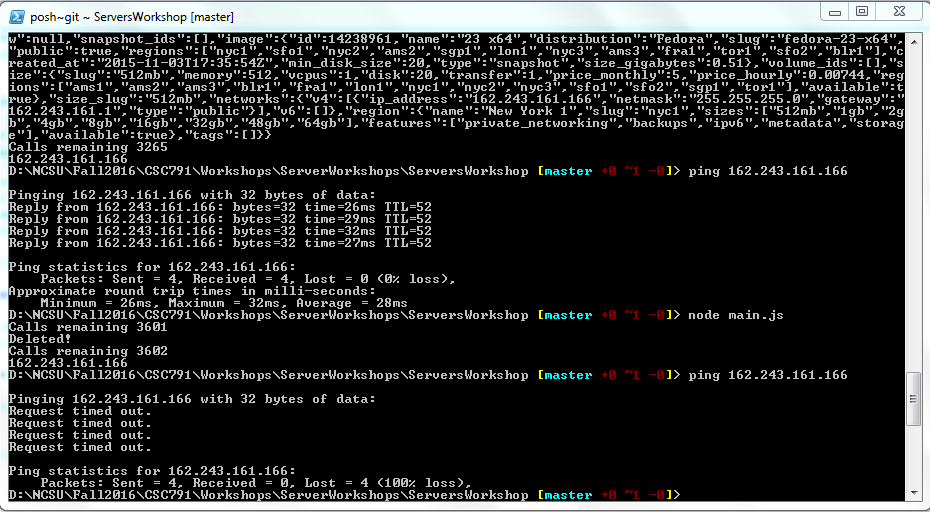 posh~git ~ ServersWorkshop [master]
w":null,"snapshot_ids":[],"image":{"id":14238961,"name":"23 x64","distribution":"Fedora","slug":"fedora-23-x64",
"public":true,"regions":["nyc1","sfo1","nyc2","ams2","sgp1","lon1","nyc3","ams3","fra1","tor1","sfo2","blr1"],"c
reated_at":"2015-11-03T17:35:54Z","min_disk_size":20,"type":"snapshot","size_gigabytes":0.51},"volume_ids":[],"s
ize":{"slug":"512mb","memory":512,"vcpus":1,"disk":20,"transfer":1,"price_monthly":5,"price_hourly":0.00744,"reg
ions":["ams1","ams2","ams3","blr1","fra1","lon1","nyc1","nyc2","nyc3","sfo1","sfo2","sgp1","tor1"],"available":t
rue},"size_slug":"512mb","networks":{"v4":[{"ip_address":"162.243.161.166","netmask":"255.255.255.0","gateway":"
162.243.161.1","type":"public"}],"v6":[]},"region":{"name":"New York 1","slug":"nyc1","sizes":["512mb","1gb","2g
b","4gb","8gb","16gb","32gb","48gb","64gb"],"features":["private_networking","backups","ipv6","metadata","storag
e"],"available":true},"tags":[]}}
Calls remaining 3265
162.243.161.166
D:\NCSU\Fall2016\CSC791\Workshops\ServersWorkshops\ServersWorkshop [master +0 ~1 -0]> ping 162.243.161.166
Pinging 162.243.161.166 with 32 bytes of data:
Reply from 162.243.161.166: bytes=32 time=26ms TTL=52
Reply from 162.243.161.166: bytes=32 time=29ms TTL=52
Reply from 162.243.161.166: bytes=32 time=32ms TTL=52
Reply from 162.243.161.166: bytes=32 time=27ms TTL=52
Ping statistics for 162.243.161.166:
Packets: Sent = 4, Received = 4, Lost = 0 (0% loss),
Approximate round trip times in milli-seconds:
Minimum = 26ms, Maximum = 32ms, Average = 28ms
D:\NCSU\Fall2016\CSC791\Workshops\ServersWorkshops\ServersWorkshop [master +0 ~1 -0]> node main.js
Calls remaining 3601
Deleted!
Calls remaining 3602
162.243.161.166
D:\NCSU\Fall2016\CSC791\Workshops\ServersWorkshops\ServersWorkshop [master +0 ~1 -0]> ping 162.243.161.166
Pinging 162.243.161.166 with 32 bytes of data:
Request timed out.
Request timed out.
Request timed out.
Request timed out.
Ping statistics for 162.243.161.166:
Packets: Sent = 4, Received = 0, Lost = 4 (100% loss),
D:\NCSU\Fall2016\CSC791\Workshops\ServersWorkshops\ServersWorkshop [master +0 ~1 -0]>